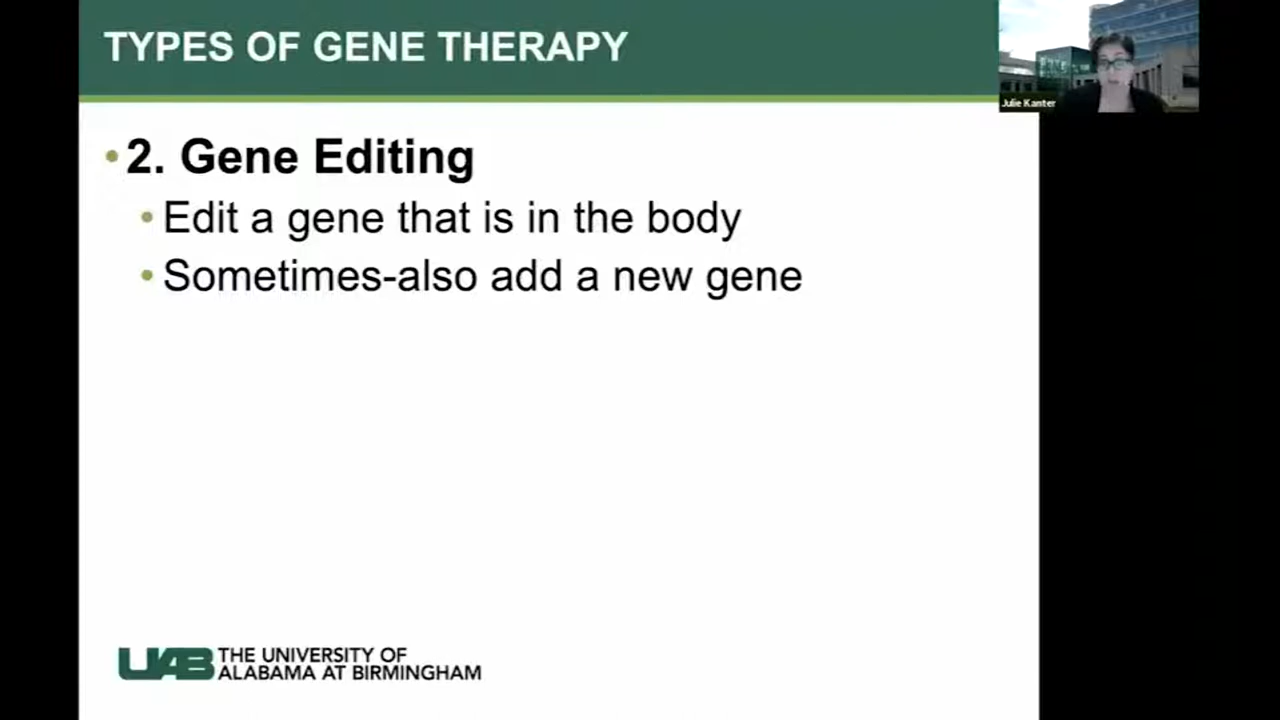 TYPES OF GENE THERAPY
Julie Kanter
•2. Gene Editing
•Edit a gene that is in the body
•Sometimes-also add a new gene
UAB THE UNIVERSITY OF
ALABAMA AT BIRMINGHAM